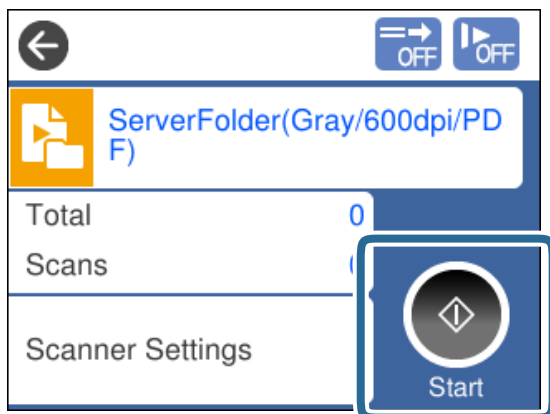 OFF
OFF
ServerFolder(Gray/600dpi/PD
F)
Total 0
Scans
Scanner Settings
Start